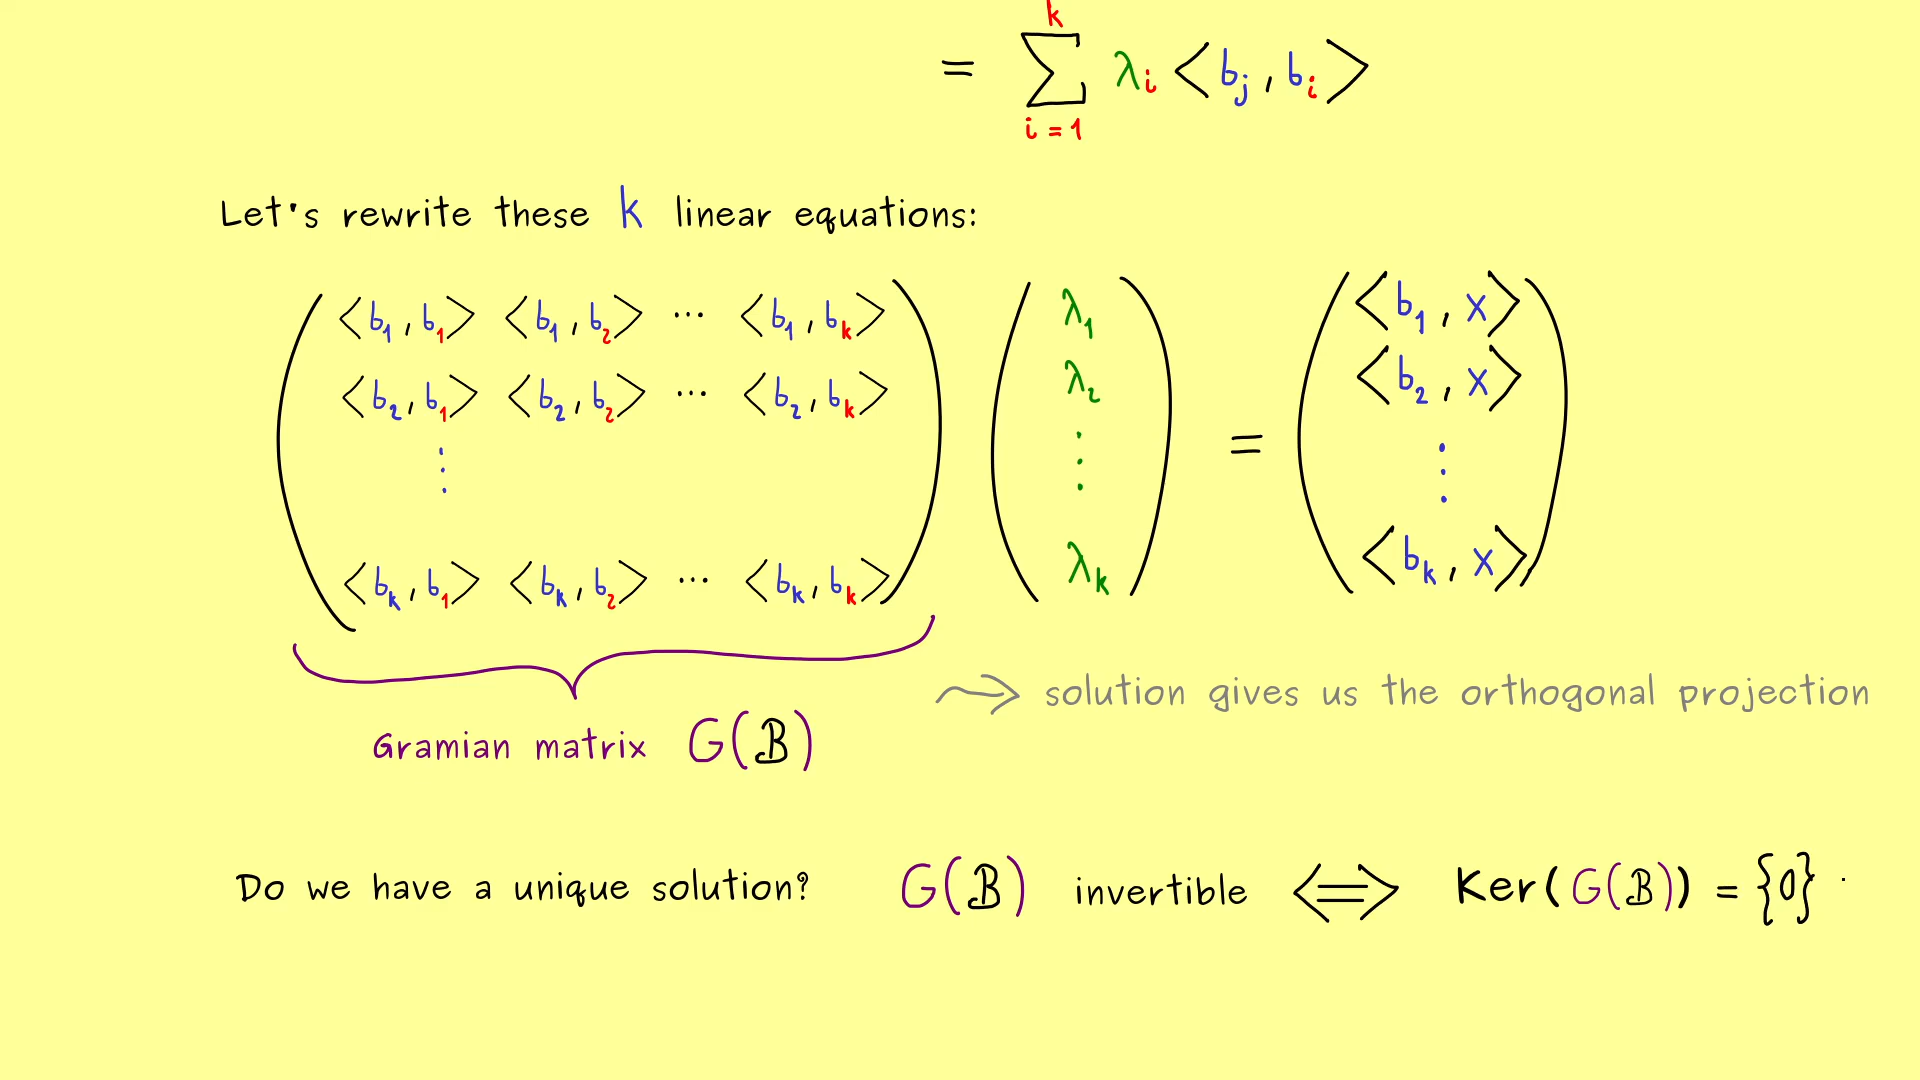 = ∑_{i=1}^{k} λ_i <b_j, b_i>
Let's rewrite these k linear equations:
( <b_1, b_1> <b_1, b_2> ... <b_1, b_k> ) ( λ_1 ) ( <b_1, x> )
( <b_2, b_1> <b_2, b_2> ... <b_2, b_k> ) ( λ_2 ) ( <b_2, x> )
⋮ ⋮ = ⋮
( <b_k, b_1> <b_k, b_2> ... <b_k, b_k> ) ( λ_k ) ( <b_k, x> )
⇝ solution gives us the orthogonal projection
Gramian matrix G(ℬ)
Do we have a unique solution? G(ℬ) invertible ⟺ Ker(G(ℬ)) = {0}